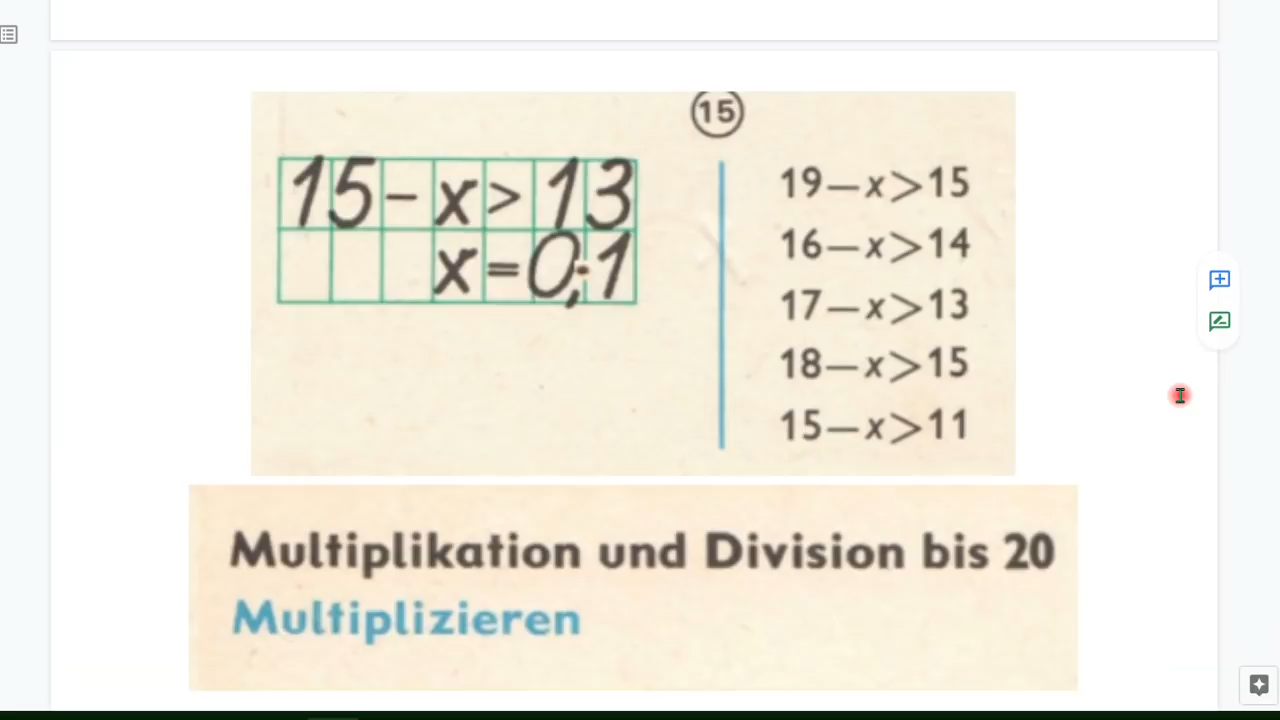 15
15-x>13
x=0;1
19-x>15
16-x>14
17-x>13
18-x>15
15-x>11
Multiplikation und Division bis 20
Multiplizieren